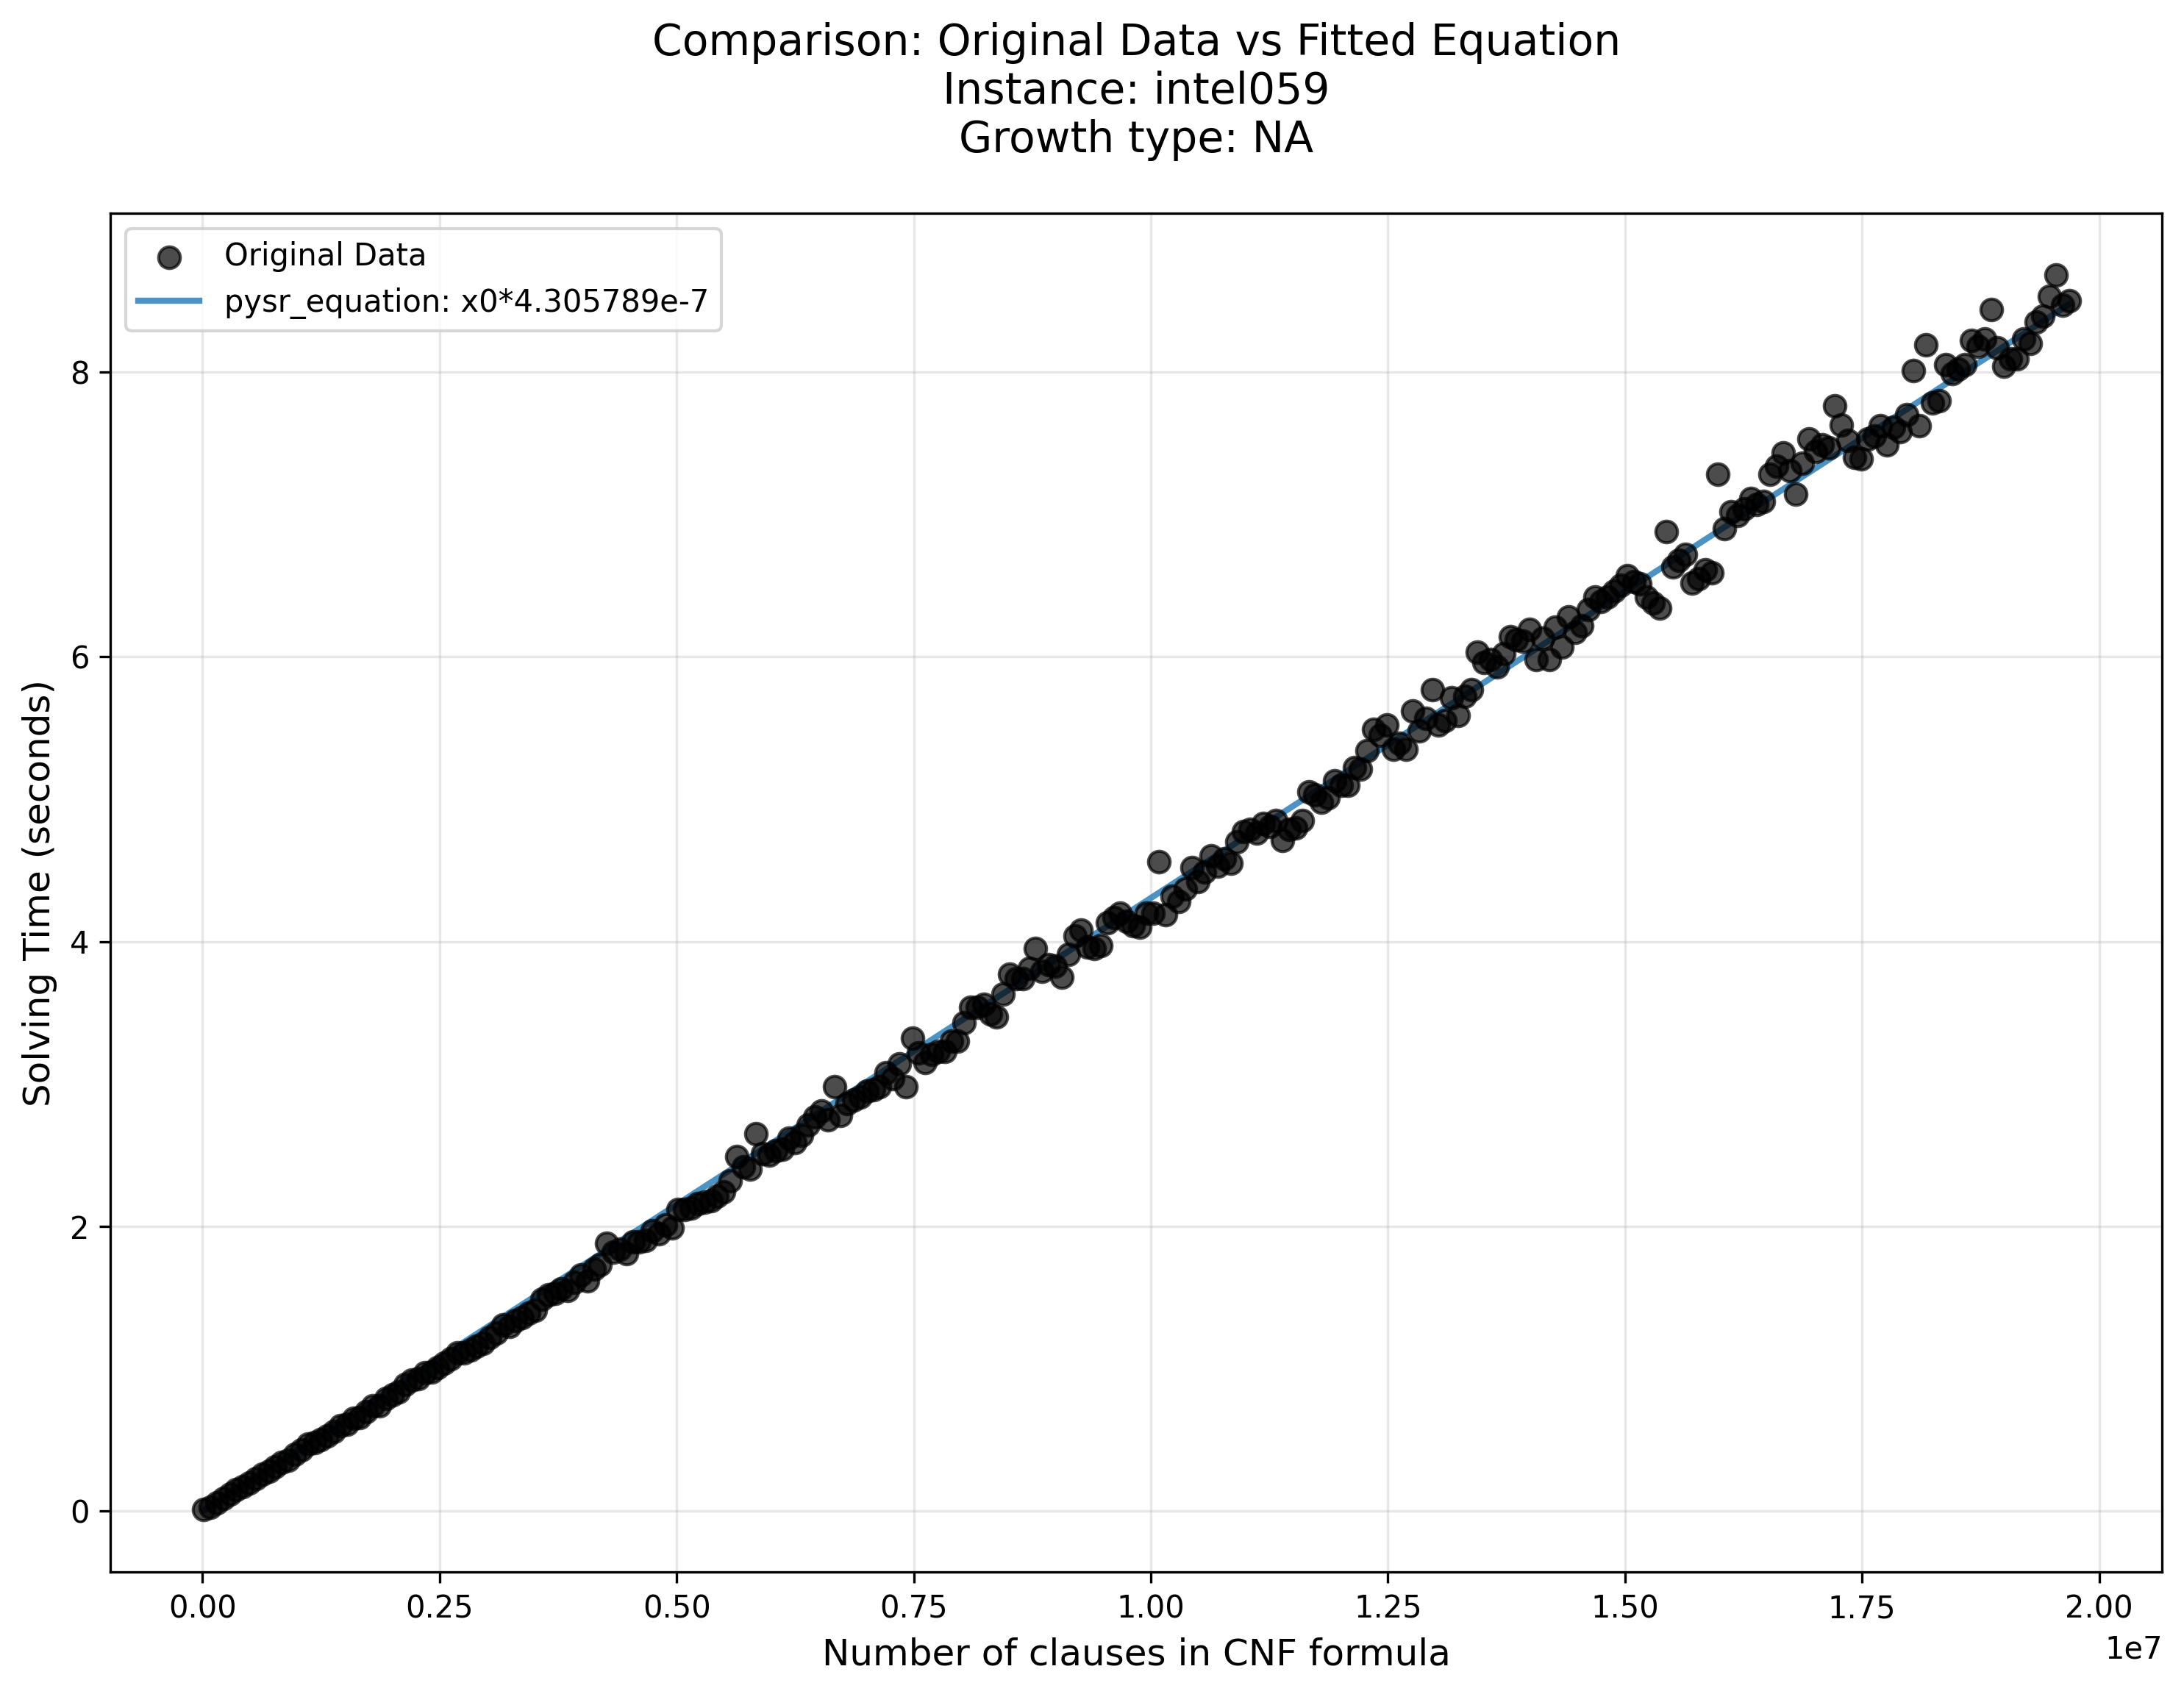 Comparison: Original Data vs Fitted Equation
Instance: intel059
Growth type: NA
Original Data
pysr_equation: x0*4.305789e-7
8
6
4
2
0
Solving Time (seconds)
0.00 0.25 0.50 0.75 1.00 1.25 1.50 1.75 2.00
1e7
Number of clauses in CNF formula